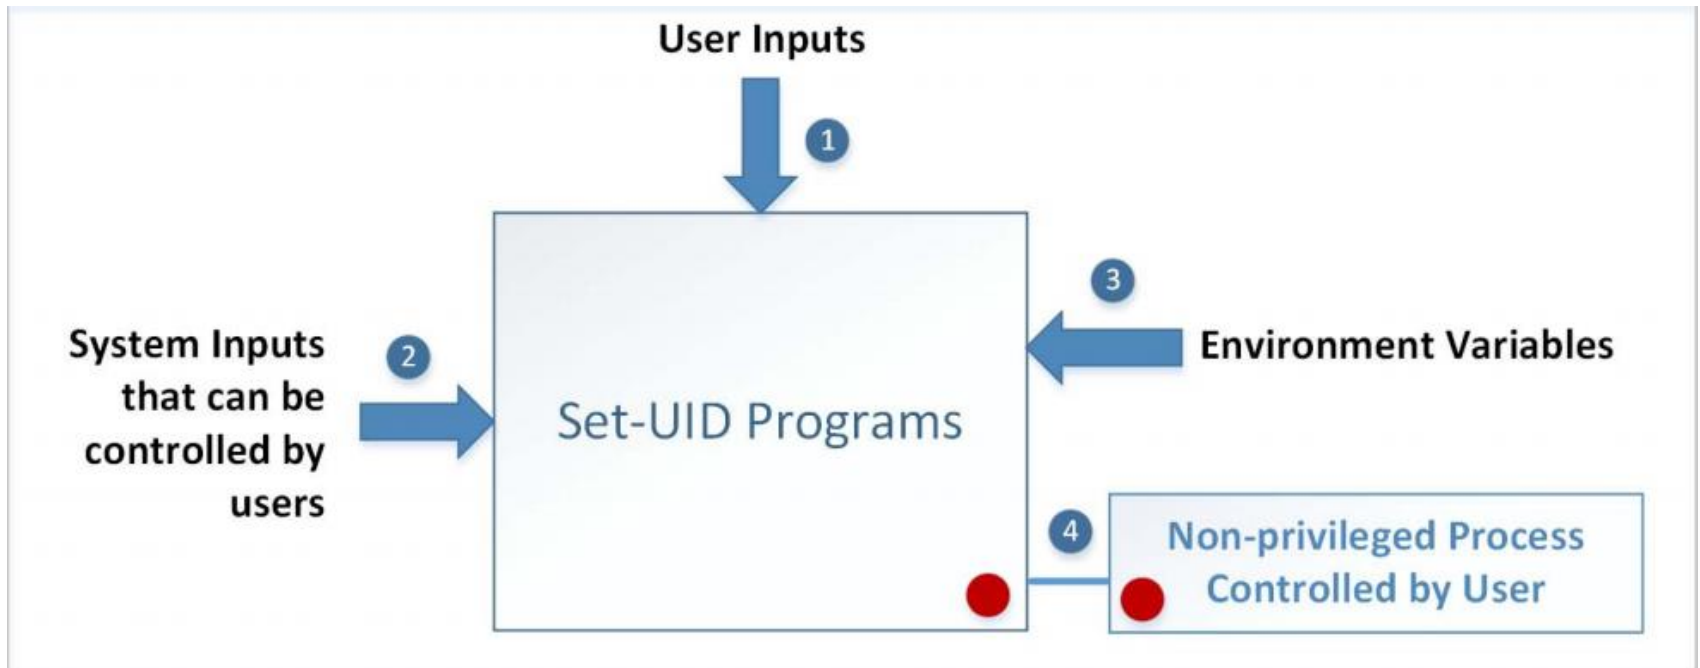 User Inputs
1
3
System Inputs
that can be
controlled by
users
2
Environment Variables
Set-UID Programs
4
Non-privileged Process
Controlled by User